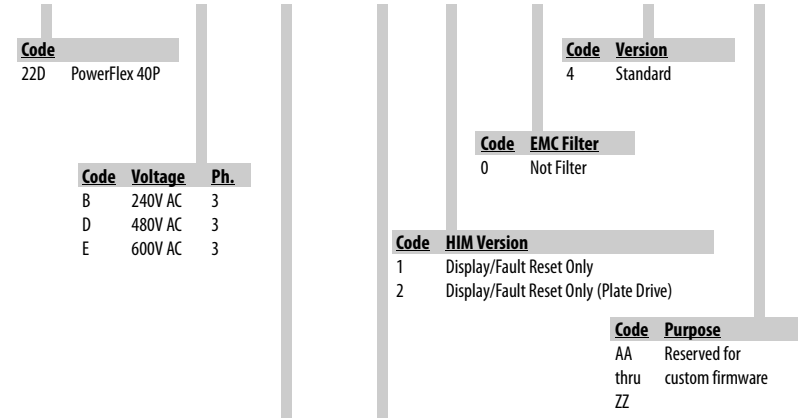 Code
22D PowerFlex 40P
Code Version
4 Standard
Code EMC Filter
0 Not Filter
Code Voltage Ph.
B 240V AC 3
D 480V AC 3
E 600V AC 3
Code HIM Version
1 Display/Fault Reset Only
2 Display/Fault Reset Only (Plate Drive)
Code Purpose
AA Reserved for
thru custom firmware
ZZ